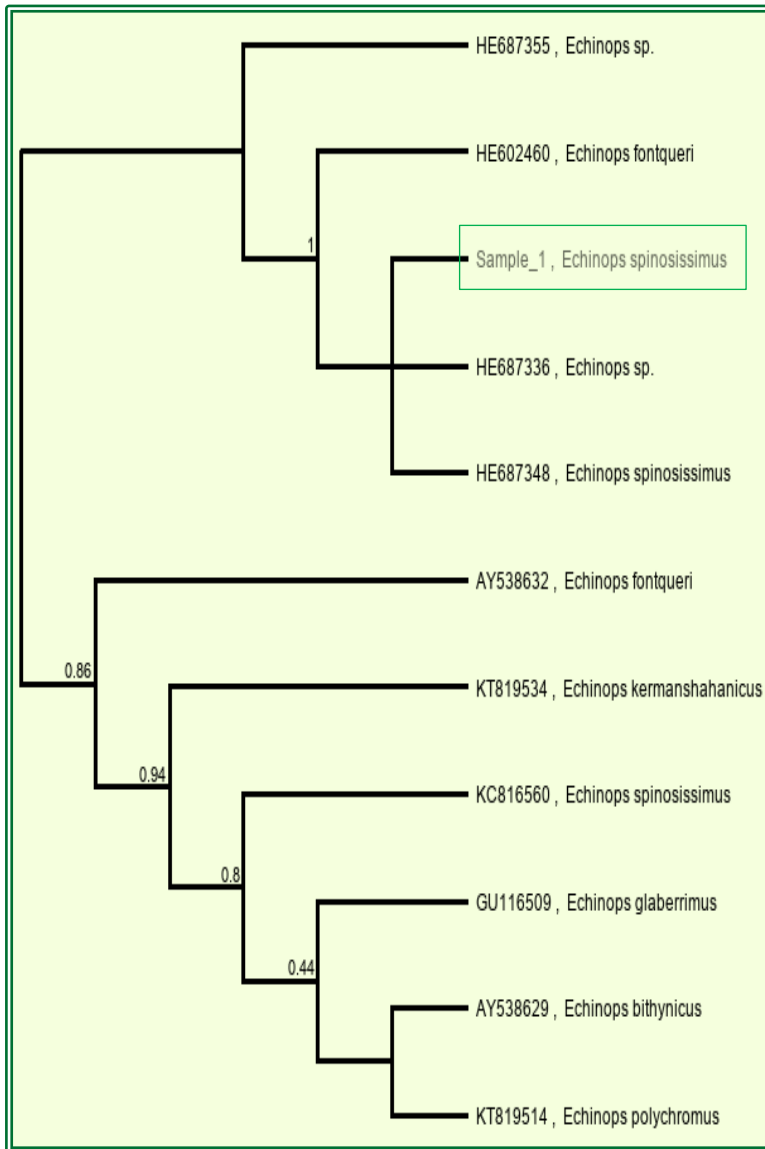 HE687355 , Echinops sp.
HE602460 , Echinops fontqueri
1
Sample_1 , Echinops spinosissimus
HE687336 , Echinops sp.
HE687348 , Echinops spinosissimus
AY538632 , Echinops fontqueri
0.86
KT819534 , Echinops kermanshahanicus
0.94
KC816560 , Echinops spinosissimus
0.8
GU116509 , Echinops glaberrimus
0.44
AY538629 , Echinops bithynicus
KT819514 , Echinops polychromus